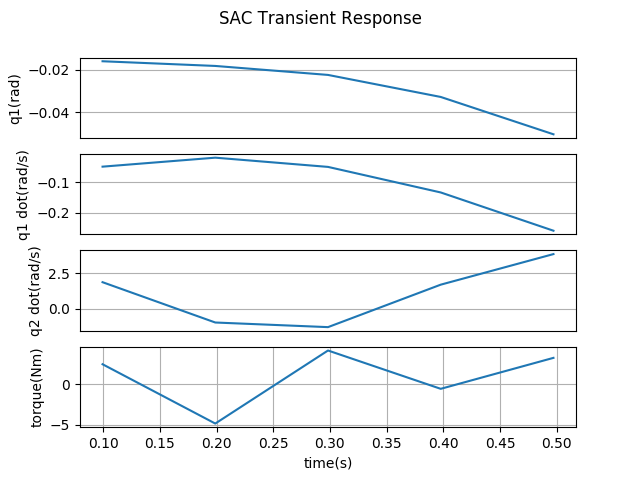 SAC Transient Response
q1(rad)
−0.02
−0.04
q1 dot(rad/s)
−0.1
−0.2
q2 dot(rad/s)
2.5
0.0
torque(Nm)
0
−5
0.10 0.15 0.20 0.25 0.30 0.35 0.40 0.45 0.50
time(s)